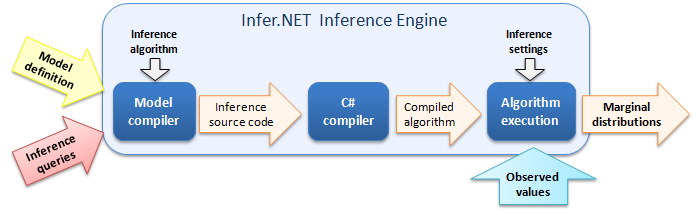 Infer.NET Inference Engine
Inference
algorithm
Inference
settings
Model
definition
Inference
queries
Model
compiler
Inference
source code
C#
compiler
Compiled
algorithm
Algorithm
execution
Marginal
distributions
Observed
values